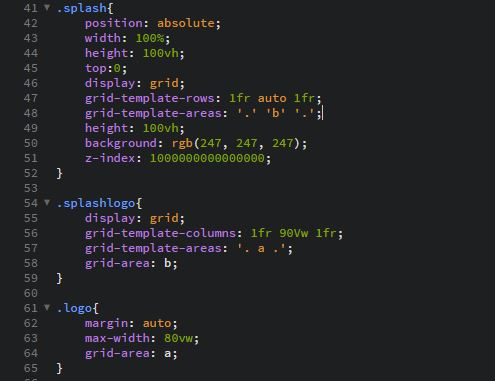 41 ▼ .splash{
42 position: absolute;
43 width: 100%;
44 height: 100vh;
45 top:0;
46 display: grid;
47 grid-template-rows: 1fr auto 1fr;
48 grid-template-areas: '.' 'b' '.';
49 height: 100vh;
50 background: rgb(247, 247, 247);
51 z-index: 1000000000000000;
52 }
53
54 ▼ .splashlogo{
55 display: grid;
56 grid-template-columns: 1fr 90Vw 1fr;
57 grid-template-areas: '. a .';
58 grid-area: b;
59 }
60
61 ▼ .logo{
62 margin: auto;
63 max-width: 80vw;
64 grid-area: a;
65 }